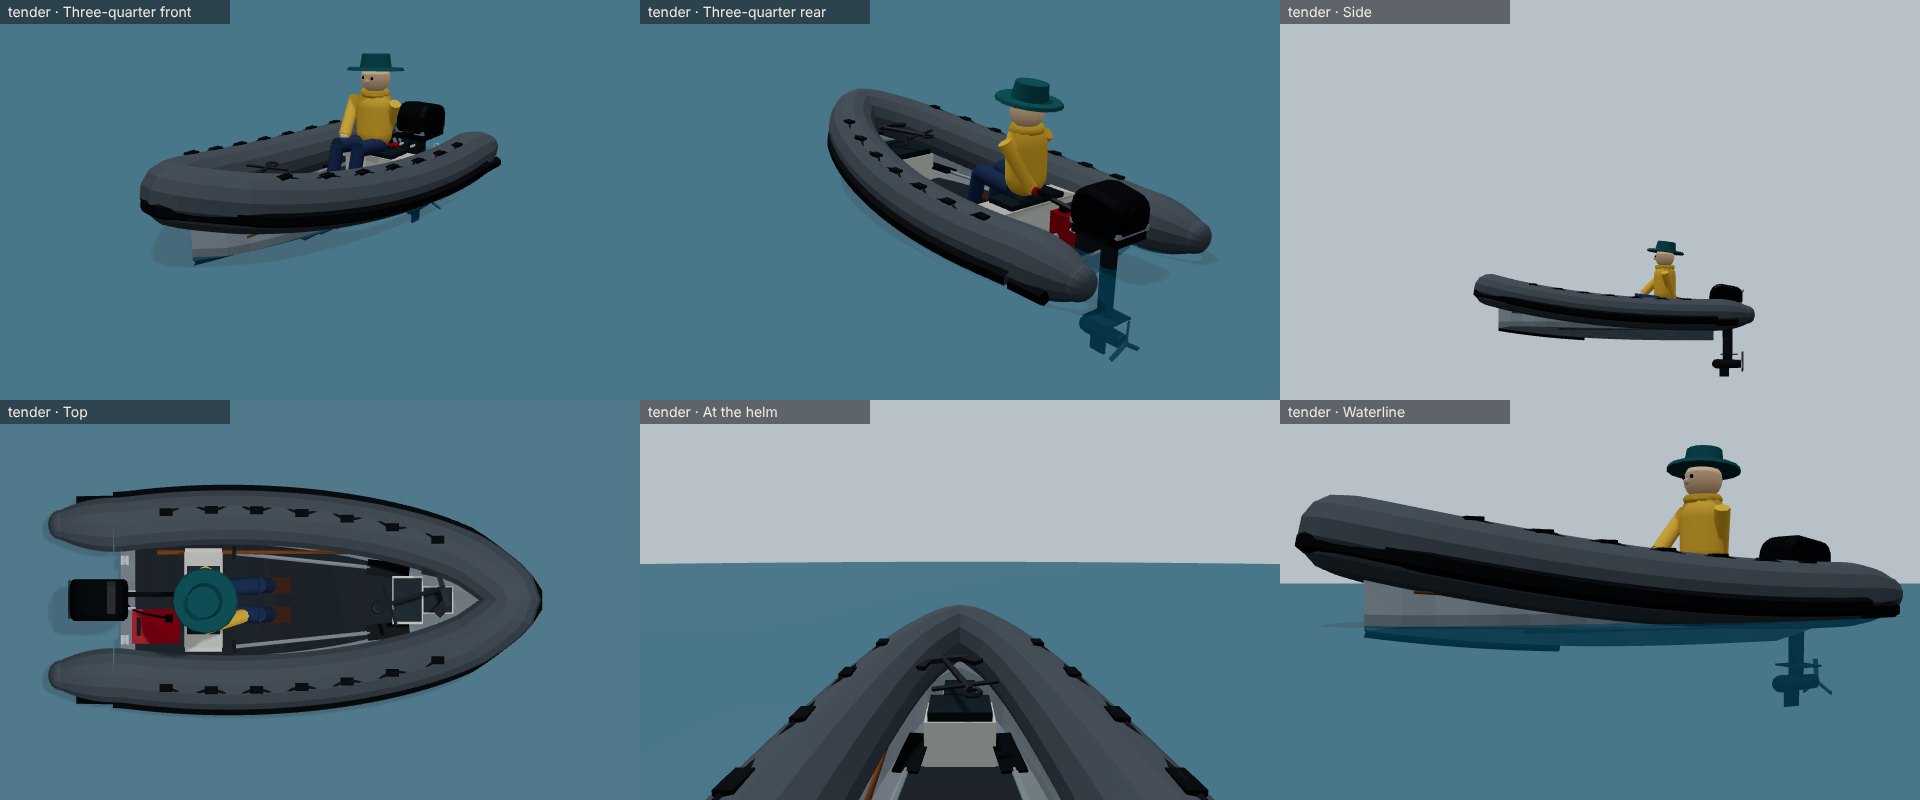 tender · Three-quarter front
tender · Three-quarter rear
tender · Side
tender · Top
tender · At the helm
tender · Waterline